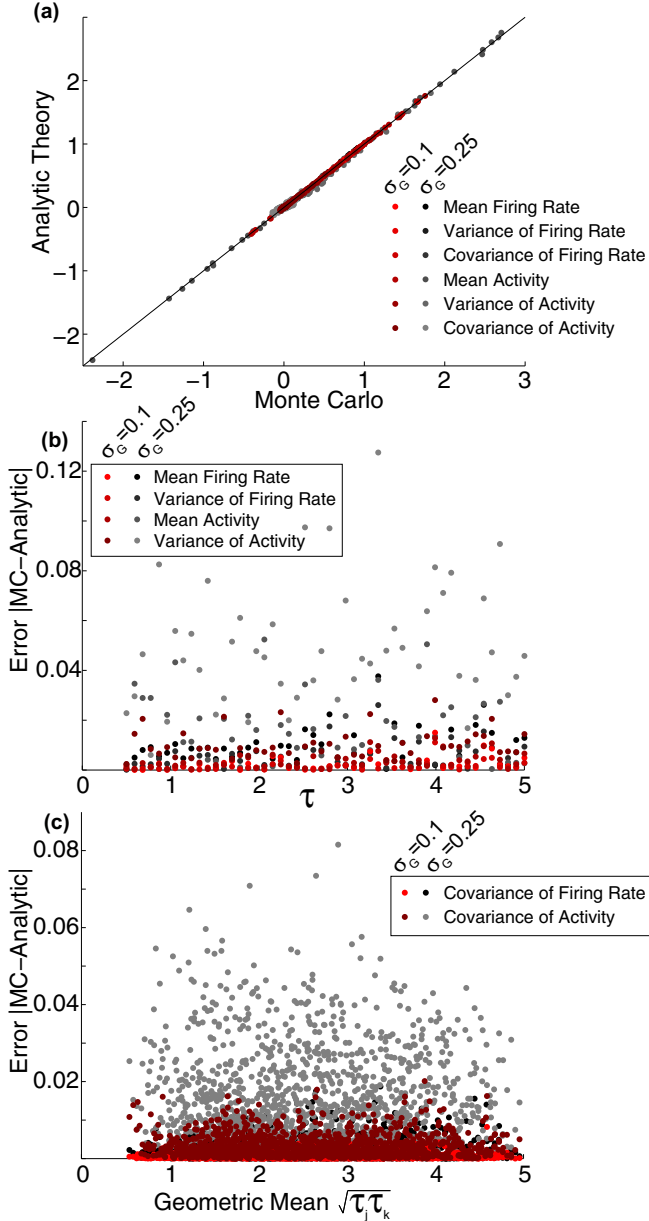 (a)
Analytic Theory
2
1
0
−1
−2
σG=0.1
σG=0.25
Mean Firing Rate
Variance of Firing Rate
Covariance of Firing Rate
Mean Activity
Variance of Activity
Covariance of Activity
−2 −1 0 1 2 3
Monte Carlo
(b)
σG=0.1
σG=0.25
Mean Firing Rate
Variance of Firing Rate
Mean Activity
Variance of Activity
Error |MC−Analytic|
0.12
0.08
0.04
0 1 2 3 4 5
τ
(c)
σG=0.1
σG=0.25
Covariance of Firing Rate
Covariance of Activity
Error |MC−Analytic|
0.08
0.06
0.04
0.02
0 1 2 3 4 5
Geometric Mean √τjτk